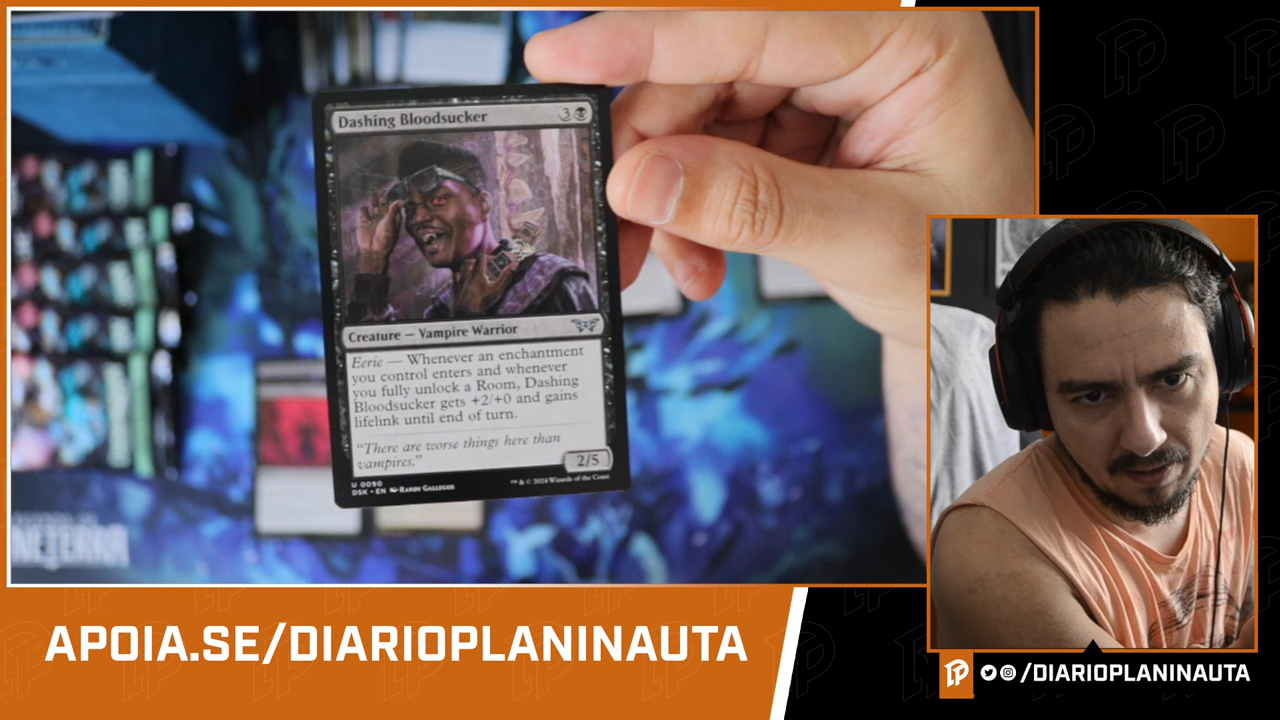 Dashing Bloodsucker 3
Creature — Vampire Warrior
Eerie — Whenever an enchantment
you control enters and whenever
you fully unlock a Room, Dashing
Bloodsucker gets +2/+0 and gains
lifelink until end of turn.
"There are worse things here than
vampires."
2/5
U 0090
DSK • EN RANDY GALLEGOS
™ & © 2024 Wizards of the Coast
APOIA.SE/DIARIOPLANINAUTA
/DIARIOPLANINAUTA